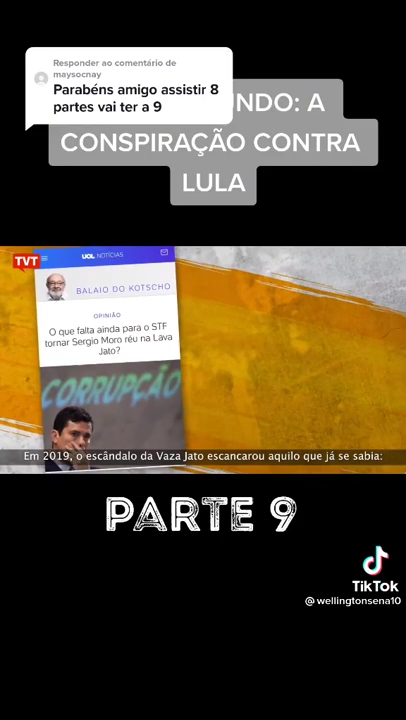 Responder ao comentário de
maysocnay
Parabéns amigo assistir 8
partes vai ter a 9
UNDO: A
CONSPIRAÇÃO CONTRA
LULA
TVT
UOL NOTÍCIAS
BALAIO DO KOTSCHO
OPINIÃO
O que falta ainda para o STF
tornar Sergio Moro réu na Lava
Jato?
CORRUPÇÃO
Em 2019, o escândalo da Vaza Jato escancarou aquilo que já se sabia:
PARTE 9
TikTok
@wellingtonsena10